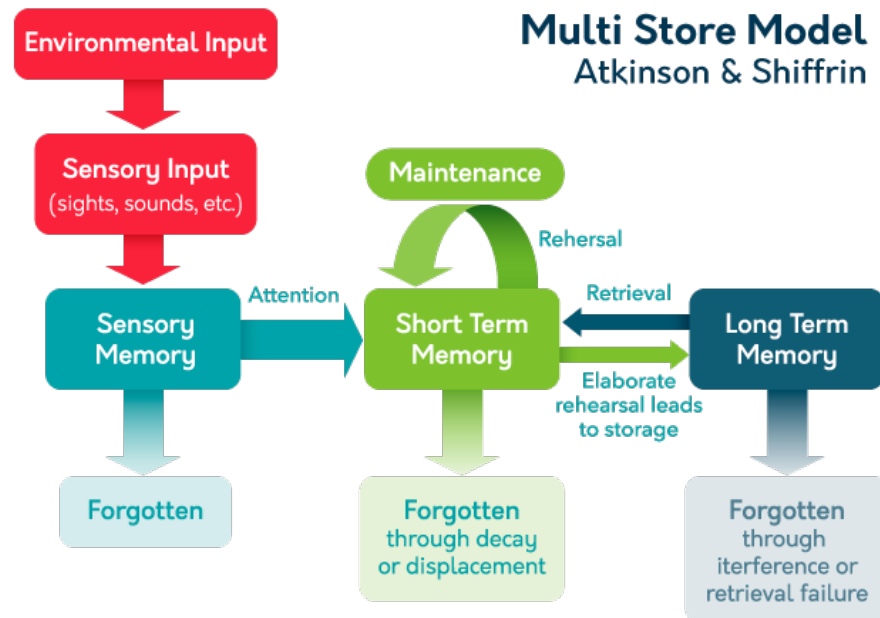 Multi Store Model
Atkinson & Shiffrin
Environmental Input
Sensory Input
(sights, sounds, etc.)
Maintenance
Rehersal
Attention
Retrieval
Sensory
Memory
Short Term
Memory
Long Term
Memory
Elaborate
rehearsal leads
to storage
Forgotten
Forgotten
through decay
or displacement
Forgotten
through
iterference or
retrieval failure